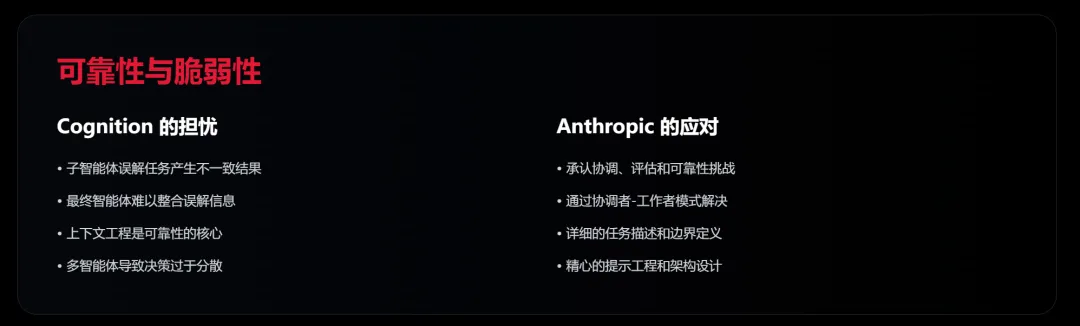 可靠性与脆弱性
Cognition 的担忧
• 子智能体误解任务产生不一致结果
• 最终智能体难以整合误解信息
• 上下文工程是可靠性的核心
• 多智能体导致决策过于分散
Anthropic 的应对
• 承认协调、评估和可靠性挑战
• 通过协调者-工作者模式解决
• 详细的任务描述和边界定义
• 精心的提示工程和架构设计